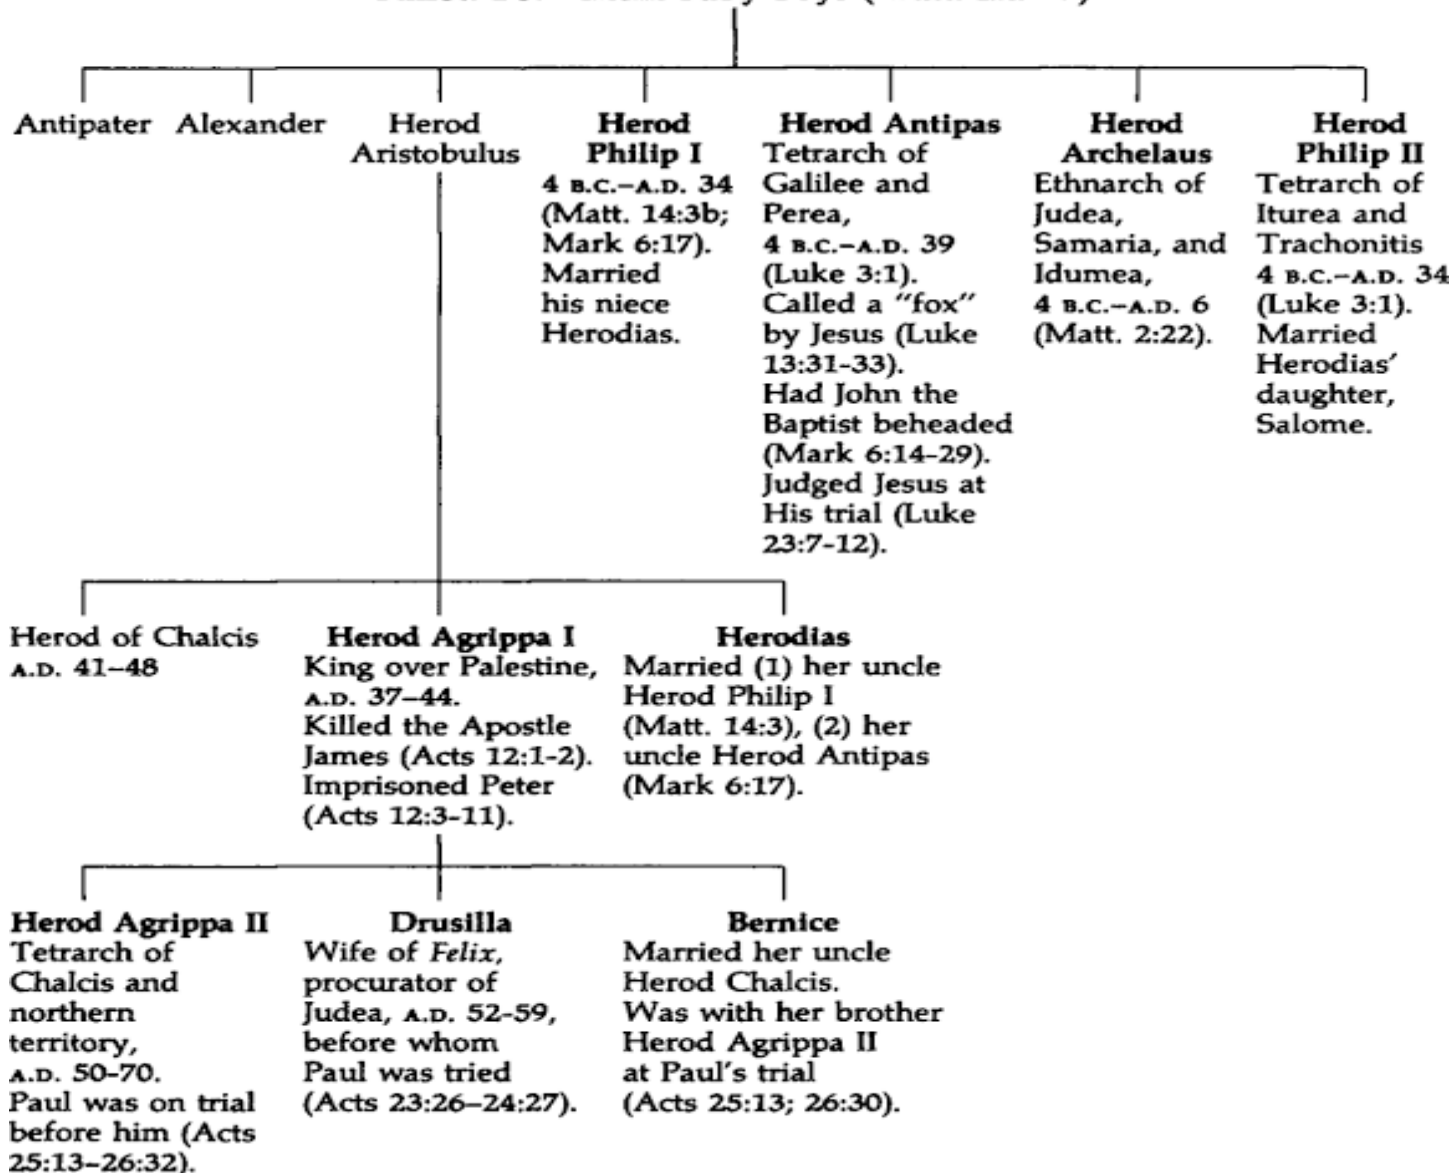 Antipater
Alexander
Herod
Aristobulus
Herod
Philip I
4 B.C.–A.D. 34
(Matt. 14:3b;
Mark 6:17).
Married
his niece
Herodias.
Herod Antipas
Tetrarch of
Galilee and
Perea,
4 B.C.–A.D. 39
(Luke 3:1).
Called a "fox"
by Jesus (Luke
13:31-33).
Had John the
Baptist beheaded
(Mark 6:14-29).
Judged Jesus at
His trial (Luke
23:7-12).
Herod
Archelaus
Ethnarch of
Judea,
Samaria, and
Idumea,
4 B.C.–A.D. 6
(Matt. 2:22).
Herod
Philip II
Tetrarch of
Iturea and
Trachonitis
4 B.C.–A.D. 34
(Luke 3:1).
Married
Herodias'
daughter,
Salome.
Herod of Chalcis
A.D. 41–48
Herod Agrippa I
King over Palestine,
A.D. 37–44.
Killed the Apostle
James (Acts 12:1-2).
Imprisoned Peter
(Acts 12:3-11).
Herodias
Married (1) her uncle
Herod Philip I
(Matt. 14:3), (2) her
uncle Herod Antipas
(Mark 6:17).
Herod Agrippa II
Tetrarch of
Chalcis and
northern
territory,
A.D. 50-70.
Paul was on trial
before him (Acts
25:13–26:32).
Drusilla
Wife of Felix,
procurator of
Judea, A.D. 52-59,
before whom
Paul was tried
(Acts 23:26–24:27).
Bernice
Married her uncle
Herod Chalcis.
Was with her brother
Herod Agrippa II
at Paul's trial
(Acts 25:13; 26:30).